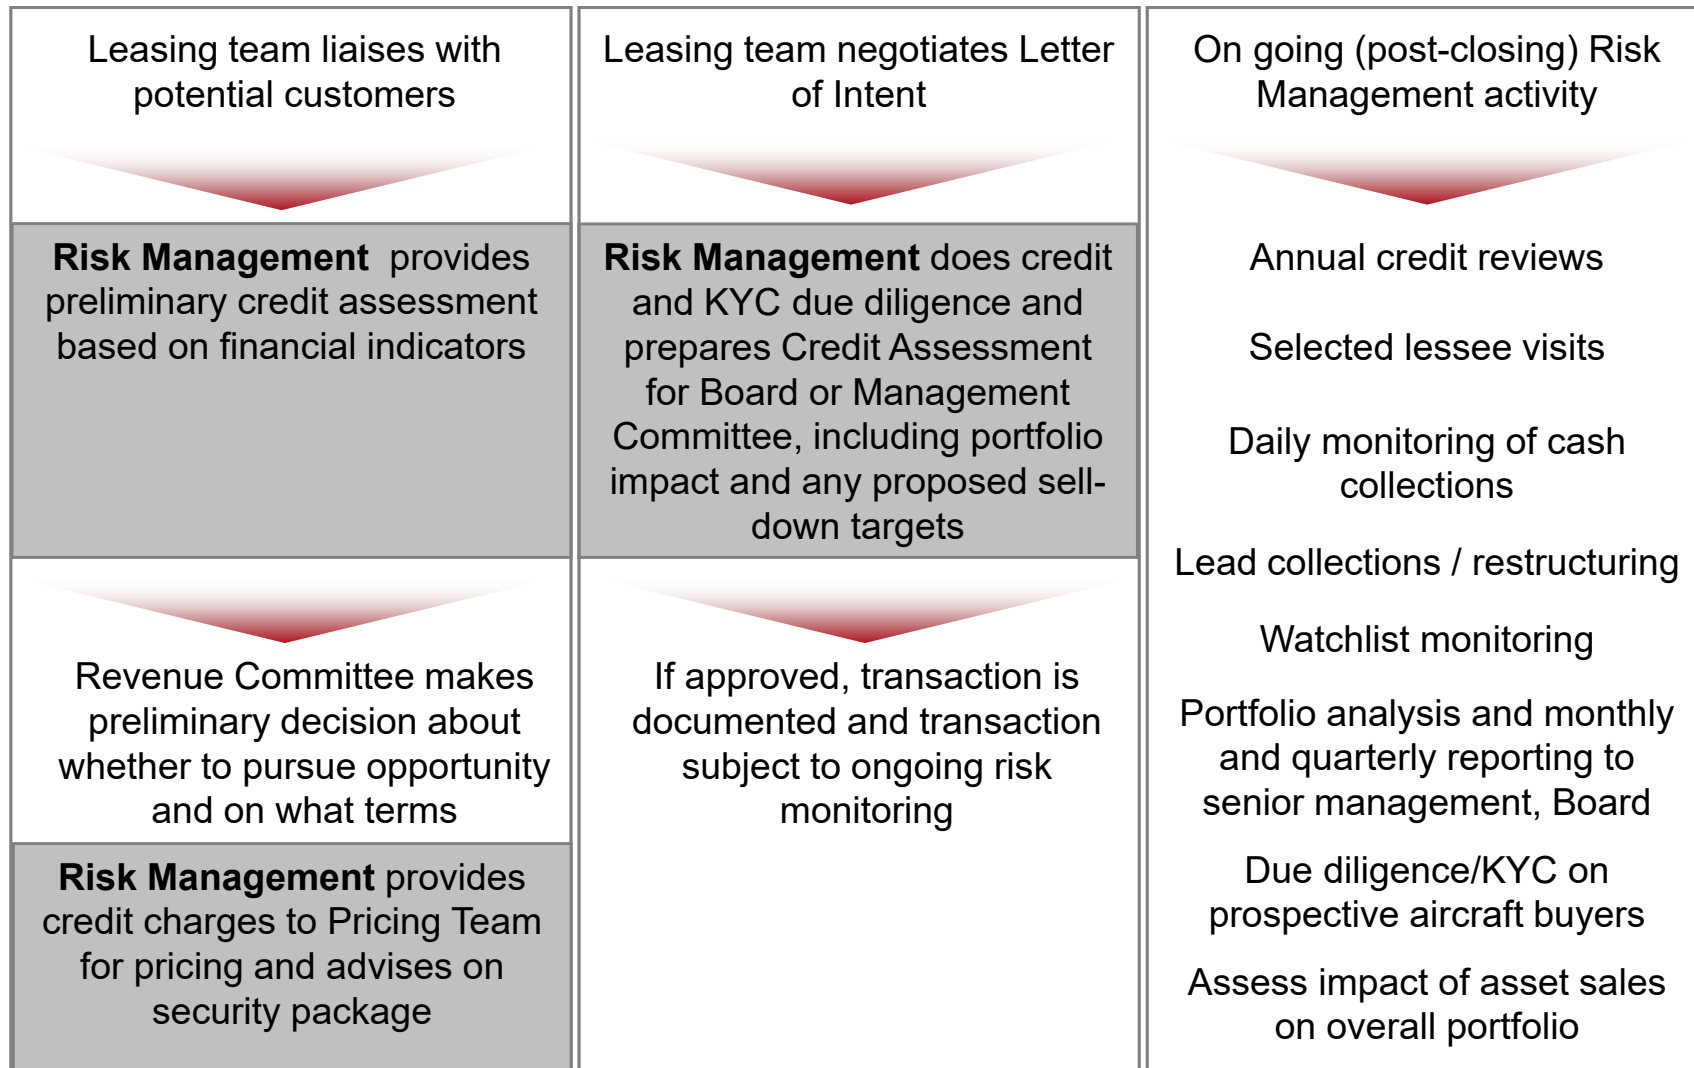 Leasing team liaises with
potential customers
Risk Management  provides
preliminary credit assessment
based on financial indicators
Revenue Committee makes
preliminary decision about
whether to pursue opportunity
and on what terms
Risk Management provides
credit charges to Pricing Team
for pricing and advises on
security package
Leasing team negotiates Letter
of Intent
Risk Management does credit
and KYC due diligence and
prepares Credit Assessment
for Board or Management
Committee, including portfolio
impact and any proposed sell-
down targets
If approved, transaction is
documented and transaction
subject to ongoing risk
monitoring
On going (post-closing) Risk
Management activity
Annual credit reviews
Selected lessee visits
Daily monitoring of cash
collections
Lead collections / restructuring
Watchlist monitoring
Portfolio analysis and monthly
and quarterly reporting to
senior management, Board
Due diligence/KYC on
prospective aircraft buyers
Assess impact of asset sales
on overall portfolio